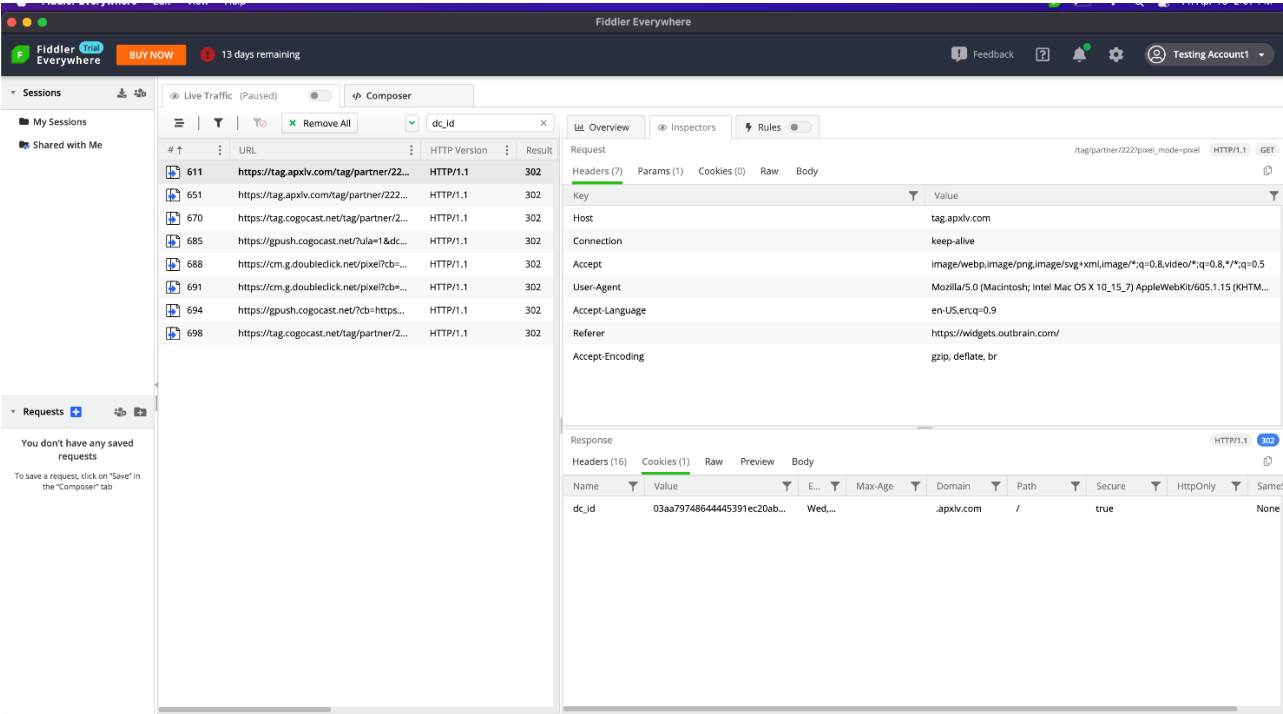 Fiddler Everywhere
Fiddler Trial
Everywhere
BUY NOW
13 days remaining
Feedback
Testing Account1
Sessions
My Sessions
Shared with Me
Live Traffic (Paused)
Composer
Remove All
dc_id
# URL HTTP Version Result
611 https://tag.apxlv.com/tag/partner/22... HTTP/1.1 302
651 https://tag.apxlv.com/tag/partner/222... HTTP/1.1 302
670 https://tag.cogocast.net/tag/partner/2... HTTP/1.1 302
685 https://gpush.cogocast.net/?ula=1&dc... HTTP/1.1 302
688 https://cm.g.doubleclick.net/pixel?cb=... HTTP/1.1 302
691 https://cm.g.doubleclick.net/pixel?cb=... HTTP/1.1 302
694 https://gpush.cogocast.net/?cb=https... HTTP/1.1 302
698 https://tag.cogocast.net/tag/partner/2... HTTP/1.1 302
Requests
You don't have any saved
requests
To save a request, click on "Save" in
the "Composer" tab
Overview Inspectors Rules
Request /tag/partner/222?pixel_mode=pixel HTTP/1.1 GET
Headers (7) Params (1) Cookies (0) Raw Body
Key Value
Host tag.apxlv.com
Connection keep-alive
Accept image/webp,image/png,image/svg+xml,image/*;q=0.8,video/*;q=0.8,*/*;q=0.5
User-Agent Mozilla/5.0 (Macintosh; Intel Mac OS X 10_15_7) AppleWebKit/605.1.15 (KHTM...
Accept-Language en-US,en;q=0.9
Referer https://widgets.outbrain.com/
Accept-Encoding gzip, deflate, br
Response HTTP/1.1 302
Headers (16) Cookies (1) Raw Preview Body
Name Value E... Max-Age Domain Path Secure HttpOnly SameS
dc_id 03aa79748644445391ec20ab... Wed,... .apxlv.com / true None